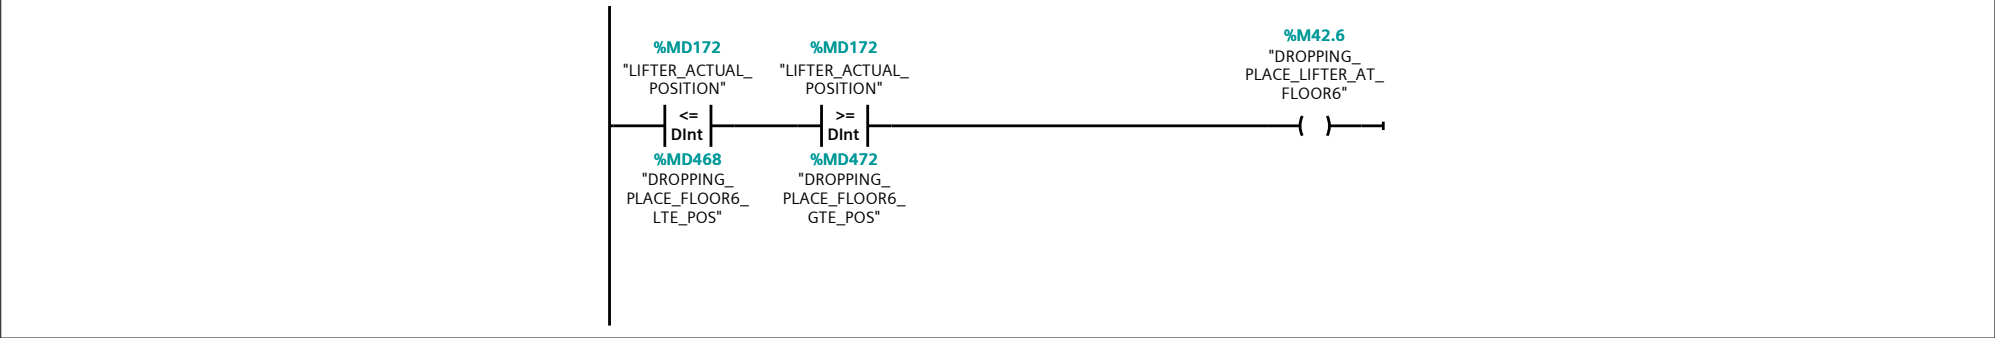 %MD172
"LIFTER_ACTUAL_
POSITION"
<=
DInt
%MD468
"DROPPING_
PLACE_FLOOR6_
LTE_POS"
%MD172
"LIFTER_ACTUAL_
POSITION"
>=
DInt
%MD472
"DROPPING_
PLACE_FLOOR6_
GTE_POS"
%M42.6
"DROPPING_
PLACE_LIFTER_AT_
FLOOR6"